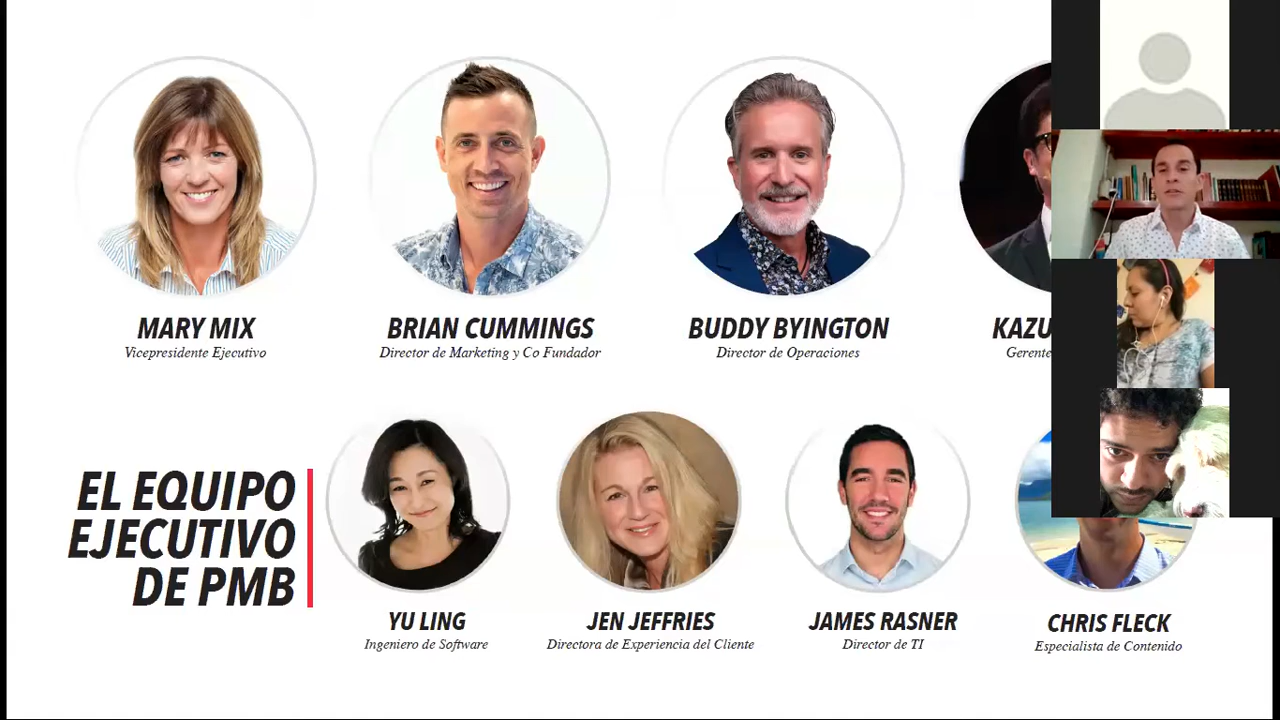 MARY MIX
Vicepresidente Ejecutivo
BRIAN CUMMINGS
Director de Marketing y Co Fundador
BUDDY BYINGTON
Director de Operaciones
KAZU
Gerente
EL EQUIPO
EJECUTIVO
DE PMB
YU LING
Ingeniero de Software
JEN JEFFRIES
Directora de Experiencia del Cliente
JAMES RASNER
Director de TI
CHRIS FLECK
Especialista de Contenido